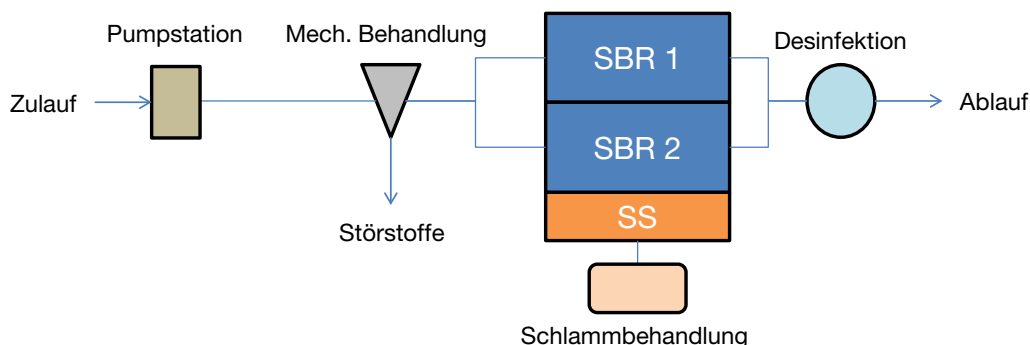 Pumpstation
Mech. Behandlung
Desinfektion
SBR 1
Zulauf
Ablauf
SBR 2
SS
Störstoffe
Schlammbehandlung